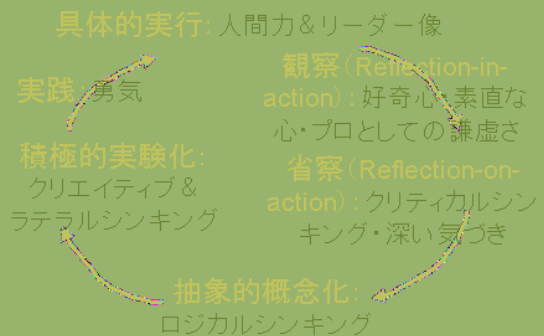 具体的実行：人間力＆リーダー像
観察（Reflection-in-
action）：好奇心・素直な
心・プロとしての謙虚さ
省察（Reflection-on-
action）：クリティカルシン
キング・深い気づき
抽象的概念化：
ロジカルシンキング
積極的実験化：
クリエイティブ＆
ラテラルシンキング
実践：勇気